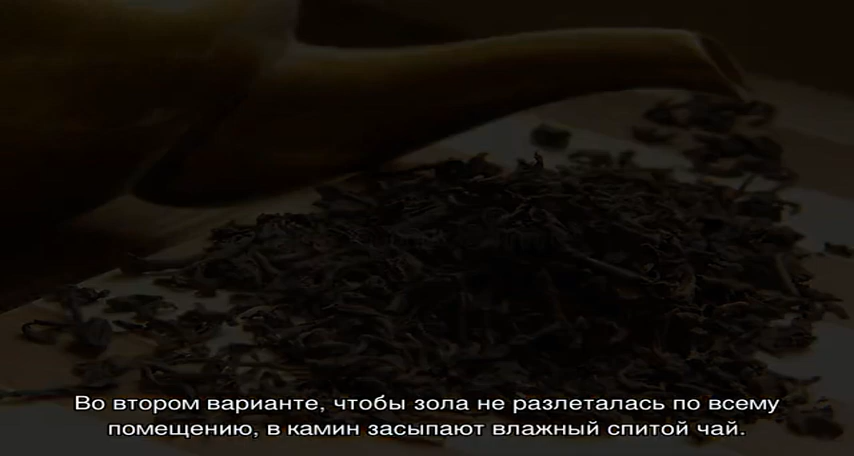 Во втором варианте, чтобы зола не разлеталась по всему
помещению, в камин засыпают влажный спитой чай.